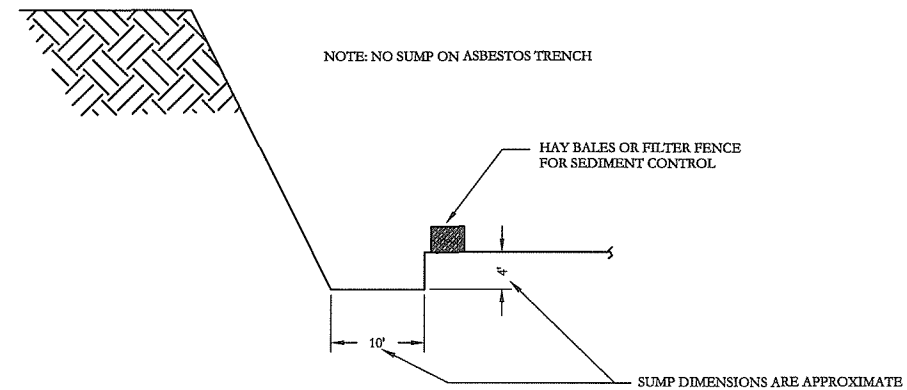 NOTE: NO SUMP ON ASBESTOS TRENCH
HAY BALES OR FILTER FENCE
FOR SEDIMENT CONTROL
4'
10'
SUMP DIMENSIONS ARE APPROXIMATE